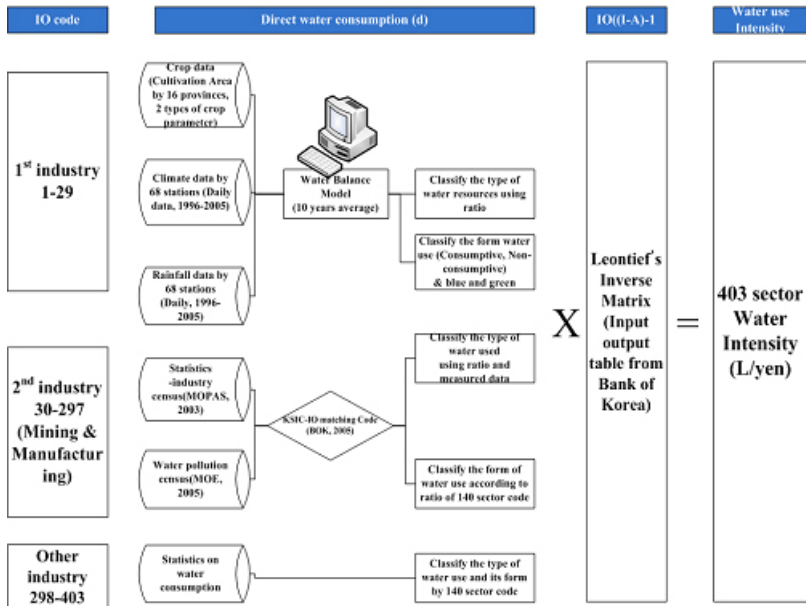 IO code
Direct water consumption (d)
IO((I-A)-1
Water use
Intensity
1st industry
1-29
Crop data
(Cultivation Area
by 16 provinces,
2 types of crop
parameter)
Climate data by
68 stations (Daily
data, 1996-2005)
Rainfall data by
68 stations
(Daily, 1996-
2005)
Water Balance
Model
(10 years average)
Classify the type of
water resources using
ratio
Classify the form water
use (Consumptive, Non-
consumptive)
& blue and green
2nd industry
30-297
(Mining &
Manufactur
ing)
Statistics
-industry
census(MOPAS,
2003)
Water pollution
census(MOE,
2005)
KSIC-IO matching Code
(BOK, 2005)
Classify the type of
water used
using ratio and
measured data
Classify the form of
water use according to
ratio of 140 sector code
Other
industry
298-403
Statistics on
water
consumption
Classify the type of
water use and its form
by 140 sector code
X
Leontief's
Inverse
Matrix
(Input
output
table from
Bank of
Korea)
=
403 sector
Water
Intensity
(L/yen)